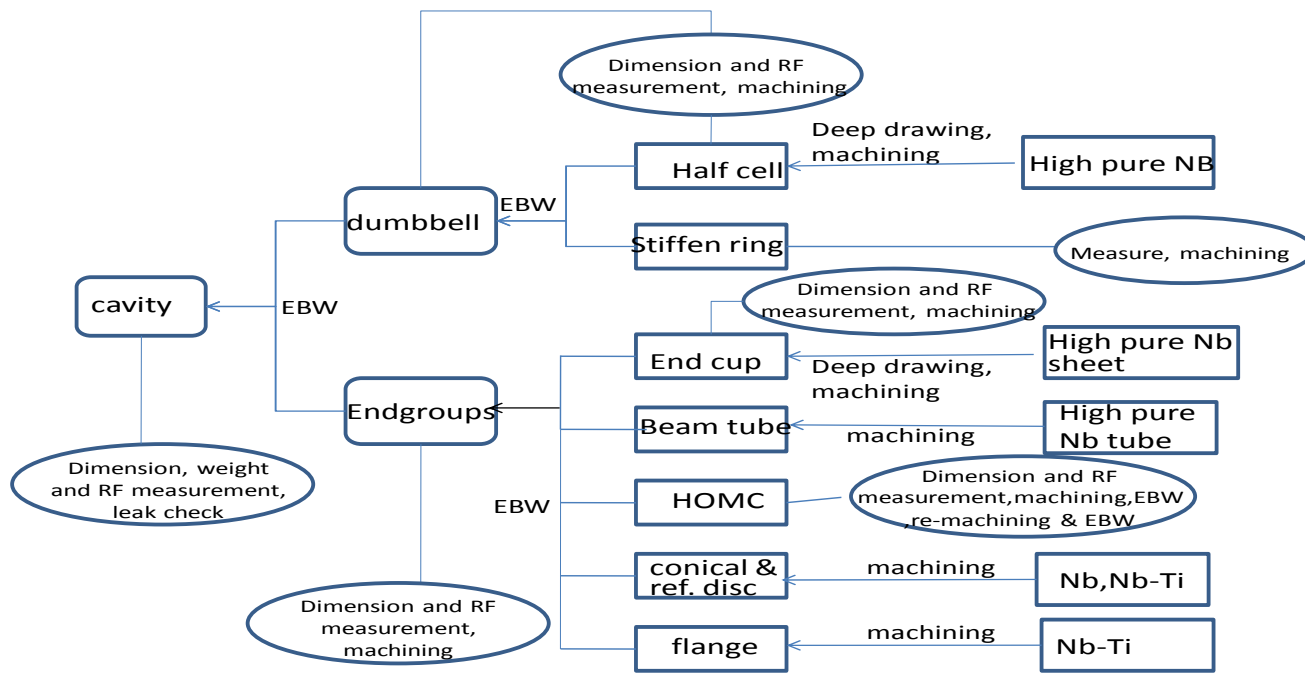 Dimension and RF
measurement, machining
Deep drawing,
machining
High pure NB
Half cell
EBW
dumbbell
Stiffen ring
Measure, machining
cavity
EBW
Dimension and RF
measurement, machining
End cup
High pure Nb
sheet
Deep drawing,
machining
Endgroups
Beam tube
machining
High pure
Nb tube
Dimension, weight
and RF measurement,
leak check
EBW
HOMC
Dimension and RF
measurement,machining,EBW
,re-machining & EBW
conical &
ref. disc
machining
Nb,Nb-Ti
Dimension and RF
measurement,
machining
flange
machining
Nb-Ti